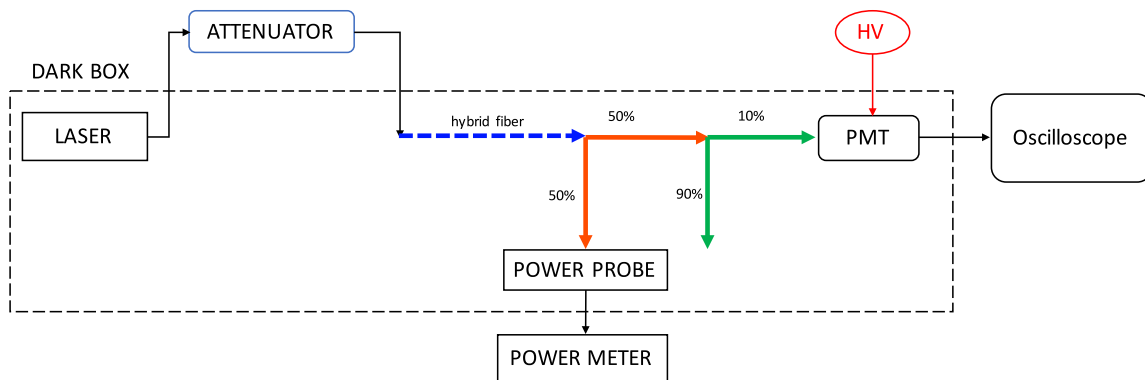 ATTENUATOR
HV
DARK BOX
LASER
hybrid fiber
50%
10%
PMT
Oscilloscope
50%
90%
POWER PROBE
POWER METER